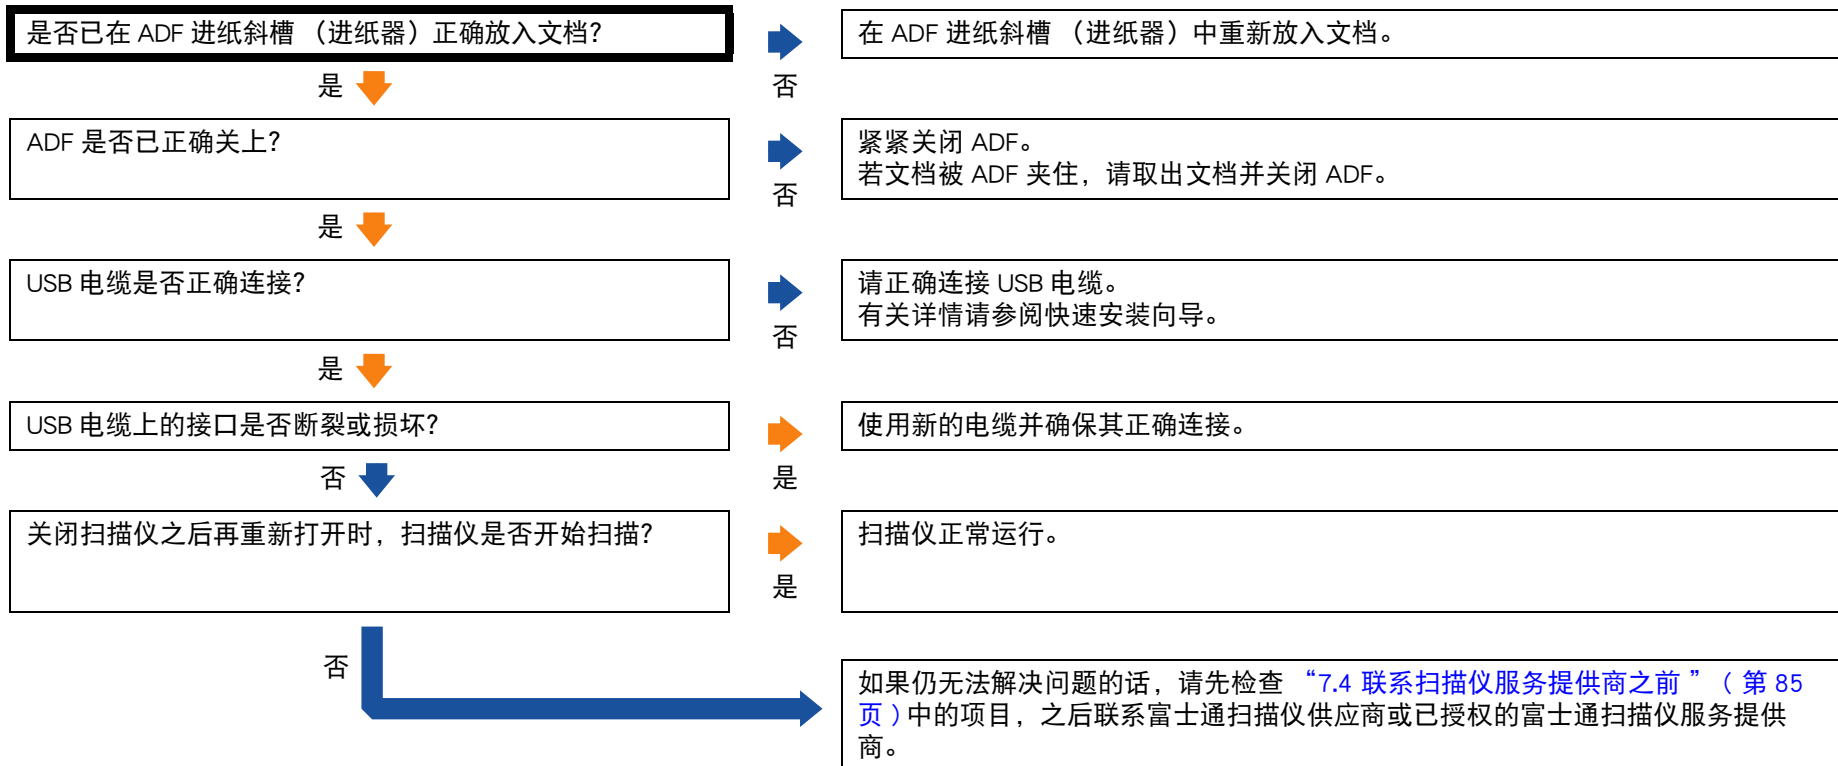 是否已在 ADF 进纸斜槽 （进纸器）正确放入文档?
在 ADF 进纸斜槽 （进纸器）中重新放入文档。
是
否
ADF 是否已正确关上?
紧紧关闭 ADF。
若文档被 ADF 夹住，请取出文档并关闭 ADF。
是
否
USB 电缆是否正确连接?
请正确连接 USB 电缆。
有关详情请参阅快速安装向导。
是
否
USB 电缆上的接口是否断裂或损坏?
使用新的电缆并确保其正确连接。
否
是
关闭扫描仪之后再重新打开时，扫描仪是否开始扫描?
扫描仪正常运行。
是
否
如果仍无法解决问题的话，请先检查 “7.4 联系扫描仪服务提供商之前 ”（ 第 85
页 ) 中的项目，之后联系富士通扫描仪供应商或已授权的富士通扫描仪服务提供
商。